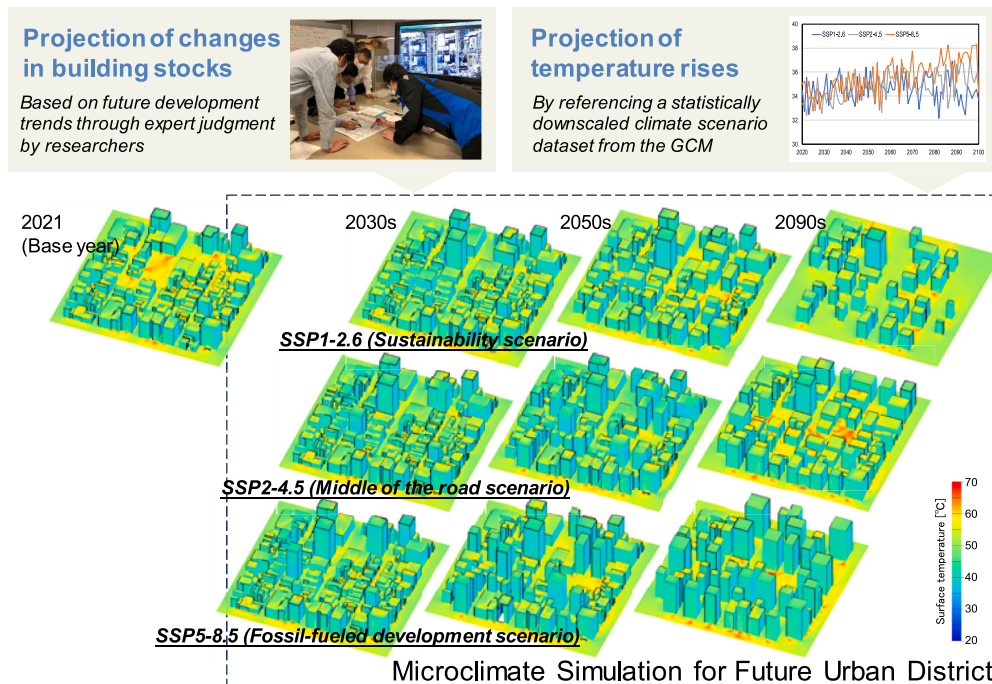 Projection of changes
in building stocks
Based on future development
trends through expert judgment
by researchers
Projection of
temperature rises
By referencing a statistically
downscaled climate scenario
dataset from the GCM
SSP1-2.6 SSP2-4.5 SSP5-8.5
40
38
36
34
32
30
2020 2030 2040 2050 2060 2070 2080 2090 2100
2021
(Base year)
2030s
2050s
2090s
SSP1-2.6 (Sustainability scenario)
SSP2-4.5 (Middle of the road scenario)
SSP5-8.5 (Fossil-fueled development scenario)
Surface temperature [℃]
70
60
50
40
30
20
Microclimate Simulation for Future Urban District